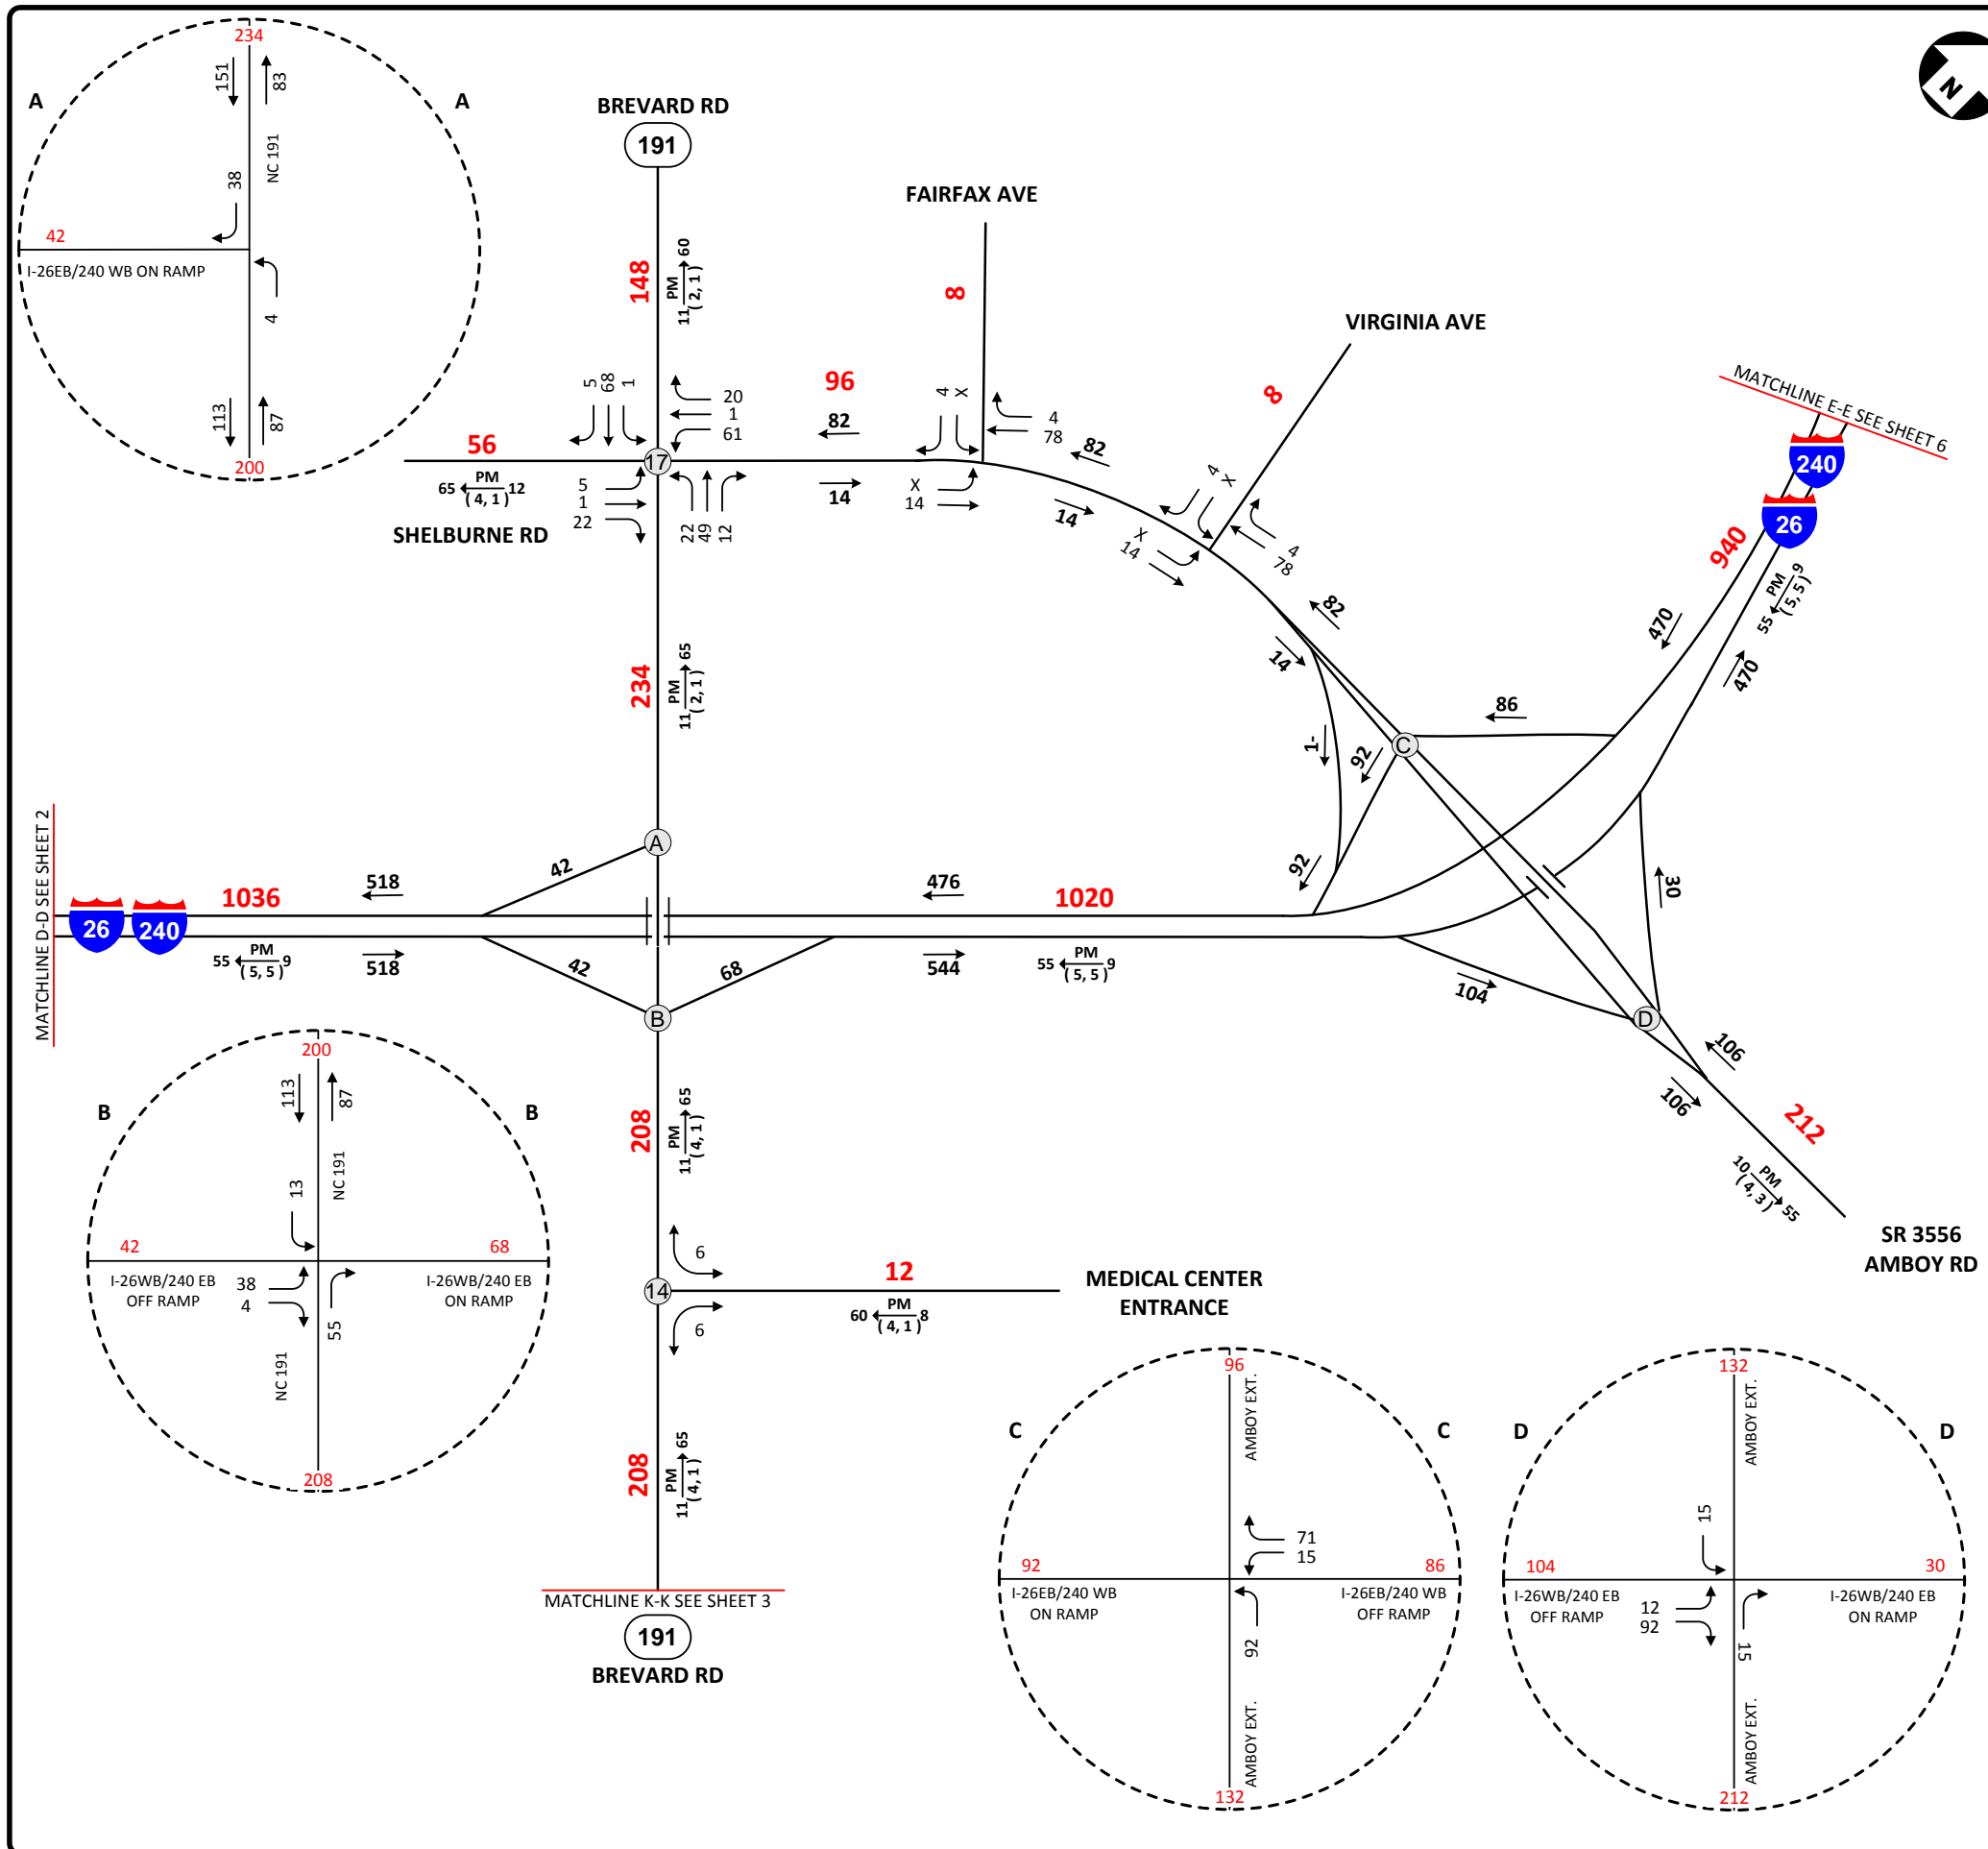 234
151
83
A
A
NC 191
38
42
I-26EB/240 WB ON RAMP
4
113
87
200
BREVARD RD
191
148
11 PM 60
( 2, 1 )
FAIRFAX AVE
8
VIRGINIA AVE
8
N
MATCHLINE E-E SEE SHEET 6
240
26
940
470
55 PM 9
( 5, 5 )
470
96
82
5
68
1
20
1
61
56
17
65 PM 12
( 4, 1 )
SHELBURNE RD
5
1
22
22
49
12
14
4
X
4
78
X
14
82
14
4
X
4
78
X
14
82
14
234
11 PM 65
( 2, 1 )
86
C
1-
92
92
30
MATCHLINE D-D SEE SHEET 2
26
240
1036
518
55 PM 9
( 5, 5 )
518
A
42
42
68
B
476
1020
544
55 PM 9
( 5, 5 )
104
D
106
106
212
10 PM 55
( 4, 3 )
SR 3556
AMBOY RD
200
113
87
B
B
NC 191
13
42
68
I-26WB/240 EB
OFF RAMP
I-26WB/240 EB
ON RAMP
38
4
55
NC 191
208
208
11 PM 65
( 4, 1 )
6
14
6
12
60 PM 8
( 4, 1 )
MEDICAL CENTER
ENTRANCE
208
11 PM 65
( 4, 1 )
MATCHLINE K-K SEE SHEET 3
191
BREVARD RD
96
AMBOY EXT.
C
C
71
15
92
86
I-26EB/240 WB
ON RAMP
I-26EB/240 WB
OFF RAMP
92
AMBOY EXT.
132
132
AMBOY EXT.
D
D
15
104
30
I-26WB/240 EB
OFF RAMP
I-26WB/240 EB
ON RAMP
12
92
15
AMBOY EXT.
212